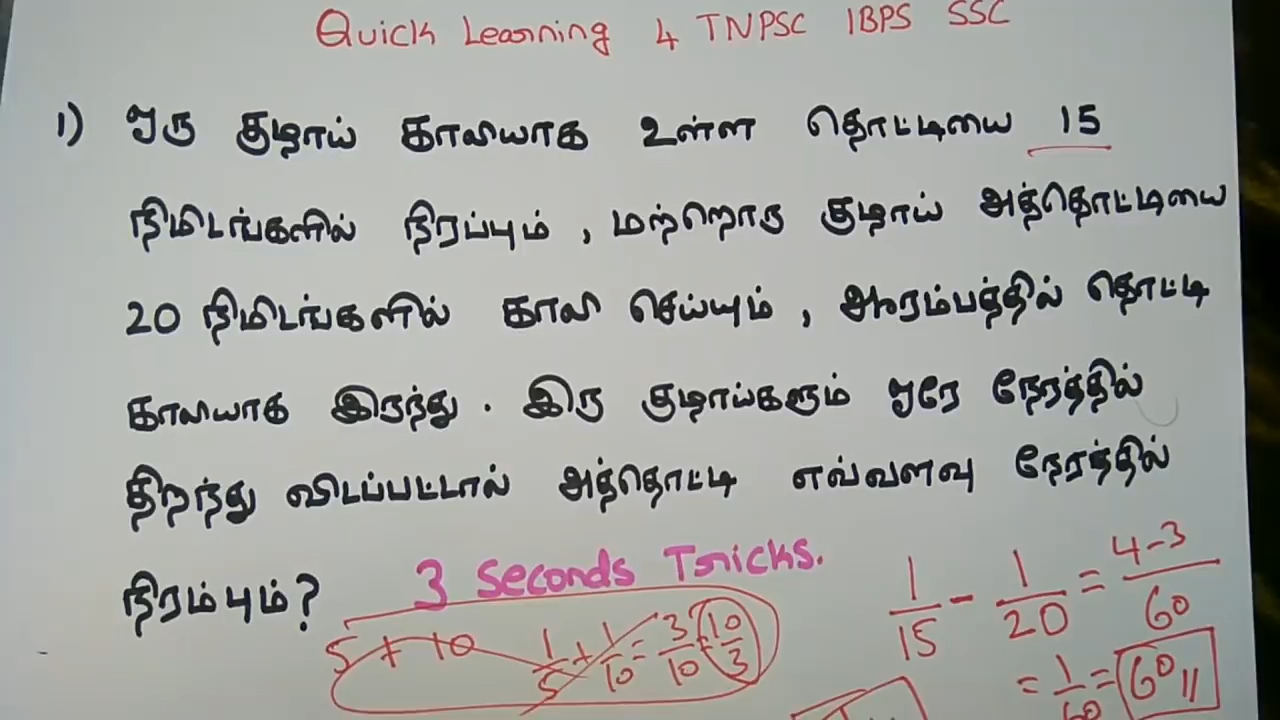 Quick Learning 4 TNPSC IBPS SSC
1) ஒரு குழாய் காலியாக உள்ள தொட்டியை 15
நிமிடங்களில் நிரப்பும் , மற்றொரு குழாய் அத்தொட்டியை
20 நிமிடங்களில் காலி செய்யும் , ஆரம்பத்தில் தொட்டி
காலியாக இருந்து . இரு குழாய்களும் ஒரே நேரத்தில்
திறந்து விடப்பட்டால் அத்தொட்டி எவ்வளவு நேரத்தில்
நிரம்பும்?
3 Seconds Tricks.
5 + 10 1/5 + 1/10 = 3/10 = 10/3
1/15 - 1/20 = 4-3/60
= 1/60 = 60